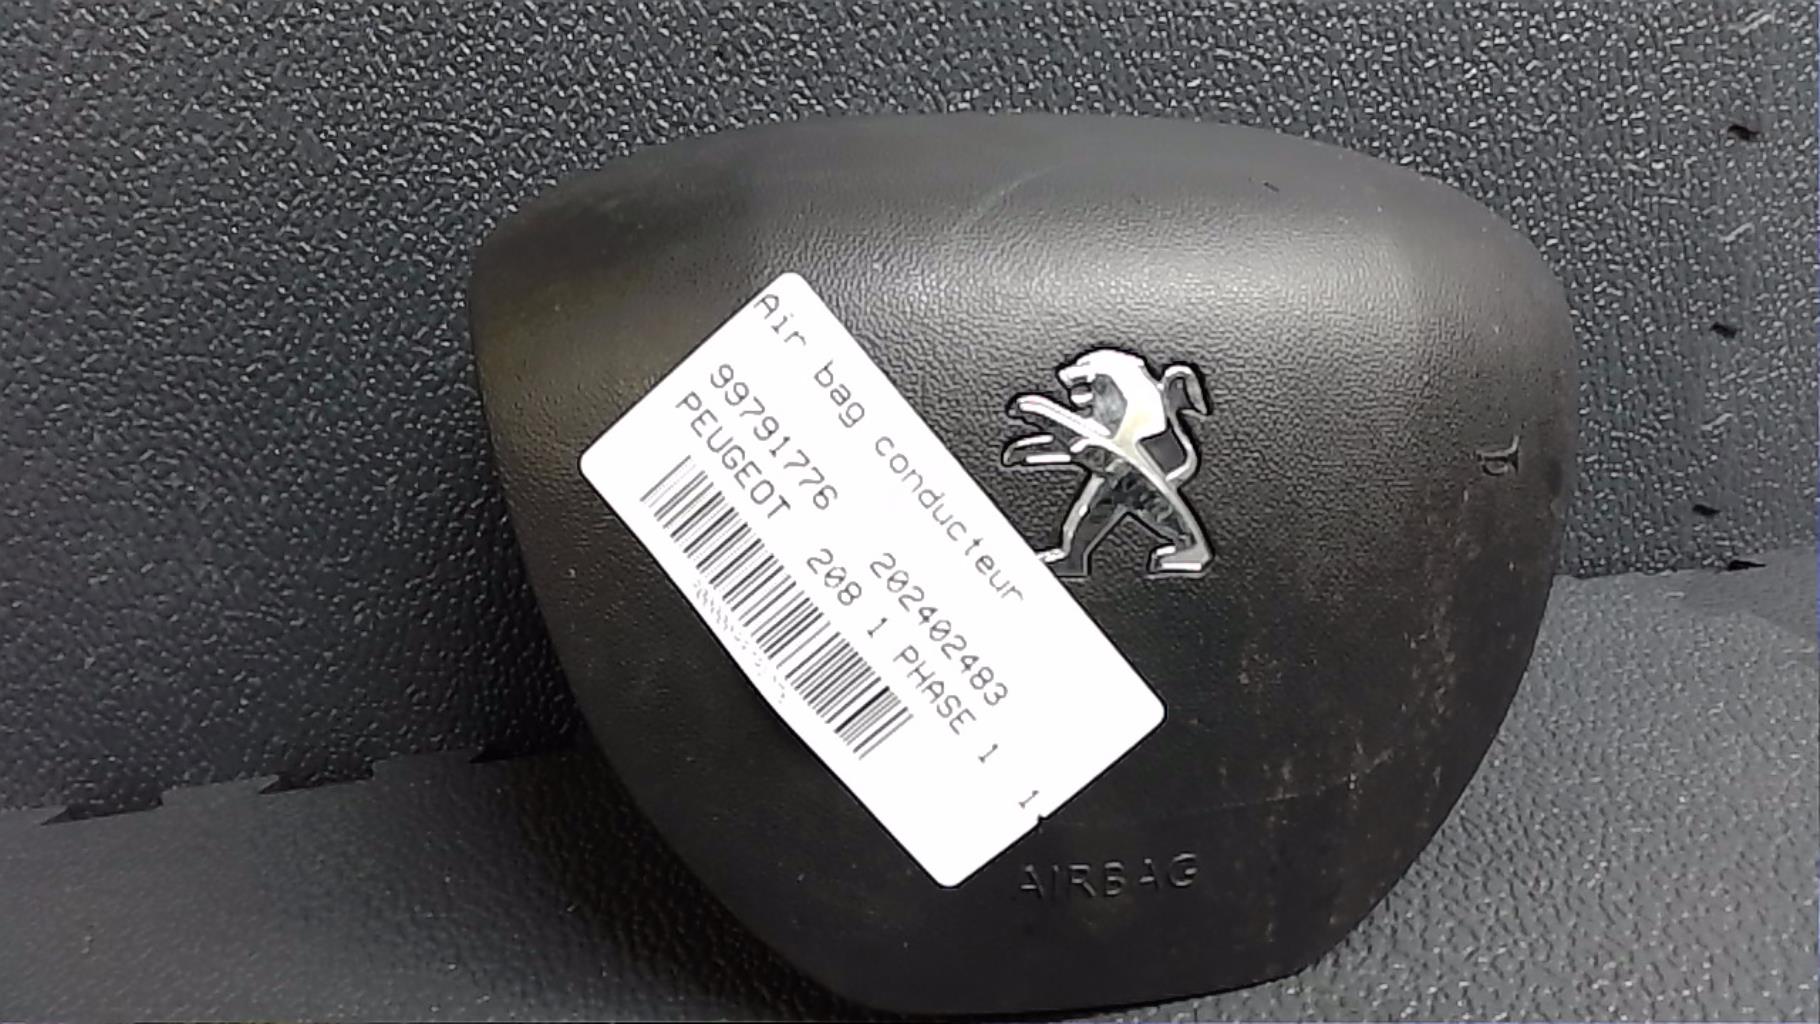 Air bag conducteur
99791776 202402483
PEUGEOT 208 1 PHASE 1
1
AIRBAG